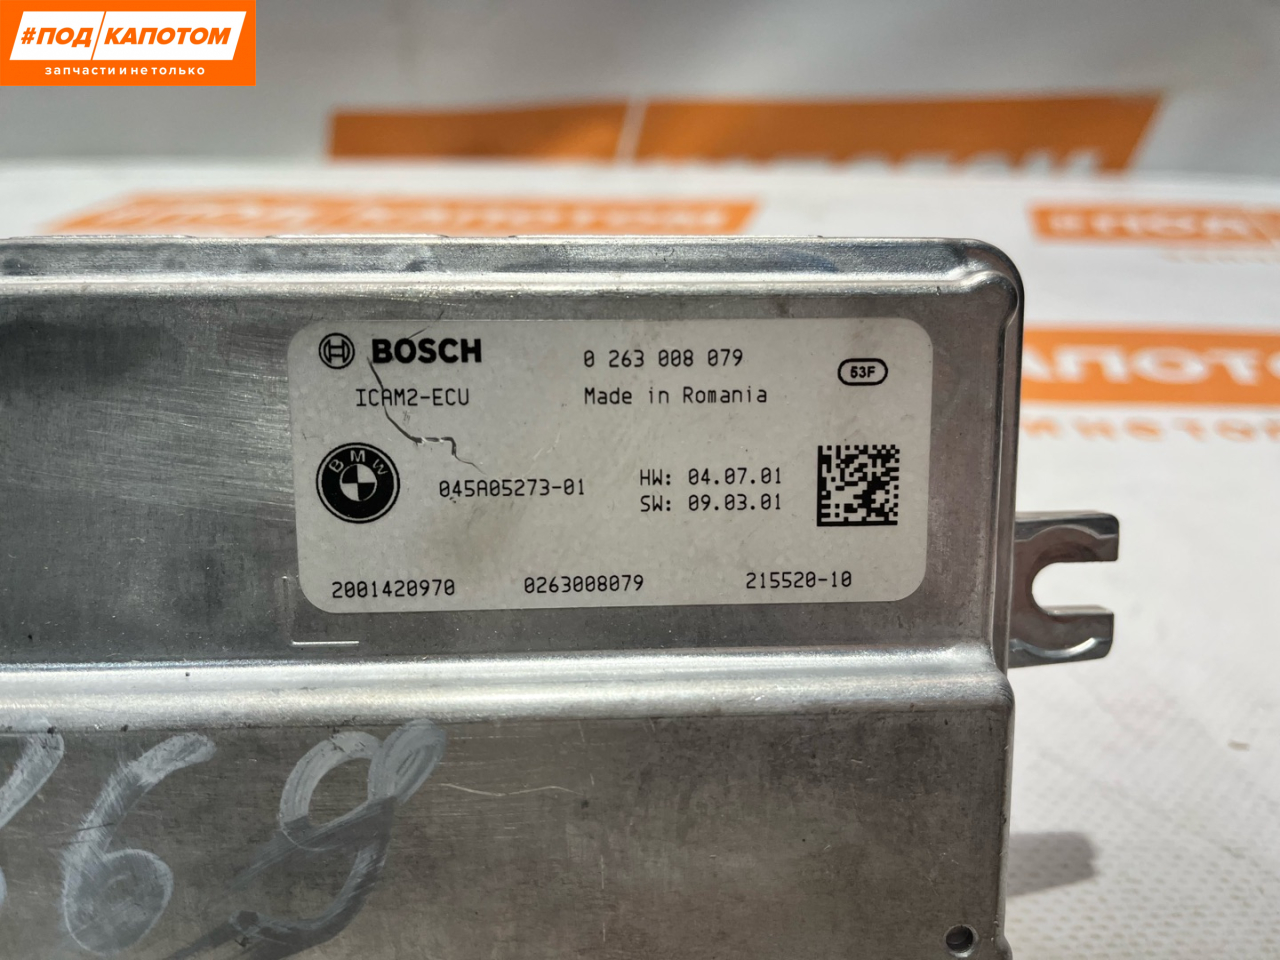 #ПОД/КАПОТОМ
запчасти и не только
BOSCH
0 263 008 079
53F
ICAM2-ECU
Made in Romania
BMW
045A05273-01
HW: 04.07.01
SW: 09.03.01
2001420970
0263008079
215520-10